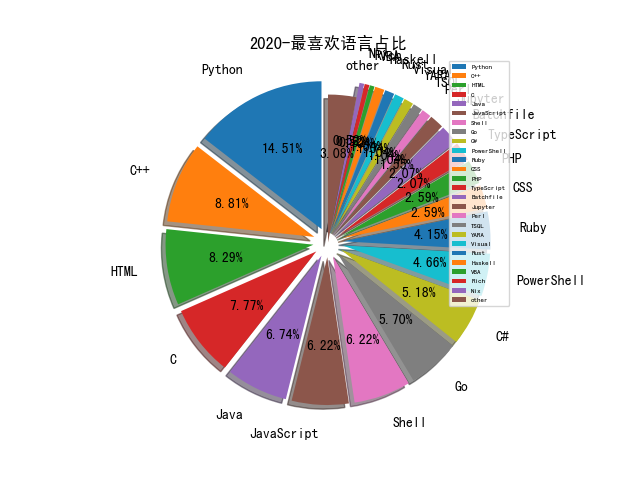 2020-最喜欢语言占比
Python
C++
HTML
C
Java
JavaScript
Shell
Go
C#
PowerShell
Ruby
CSS
PHP
TypeScript
other
14.51%
8.81%
8.29%
7.77%
6.74%
6.22%
6.22%
5.70%
5.18%
4.66%
4.15%
2.59%
2.59%
2.07%
2.07%
3.08%
Python
C++
HTML
C
Java
JavaScript
Shell
Go
C#
PowerShell
Ruby
CSS
PHP
TypeScript
Batchfile
Jupyter
Perl
TSQL
YARA
Visual
Rust
Haskell
VBA
Rich
Nix
other